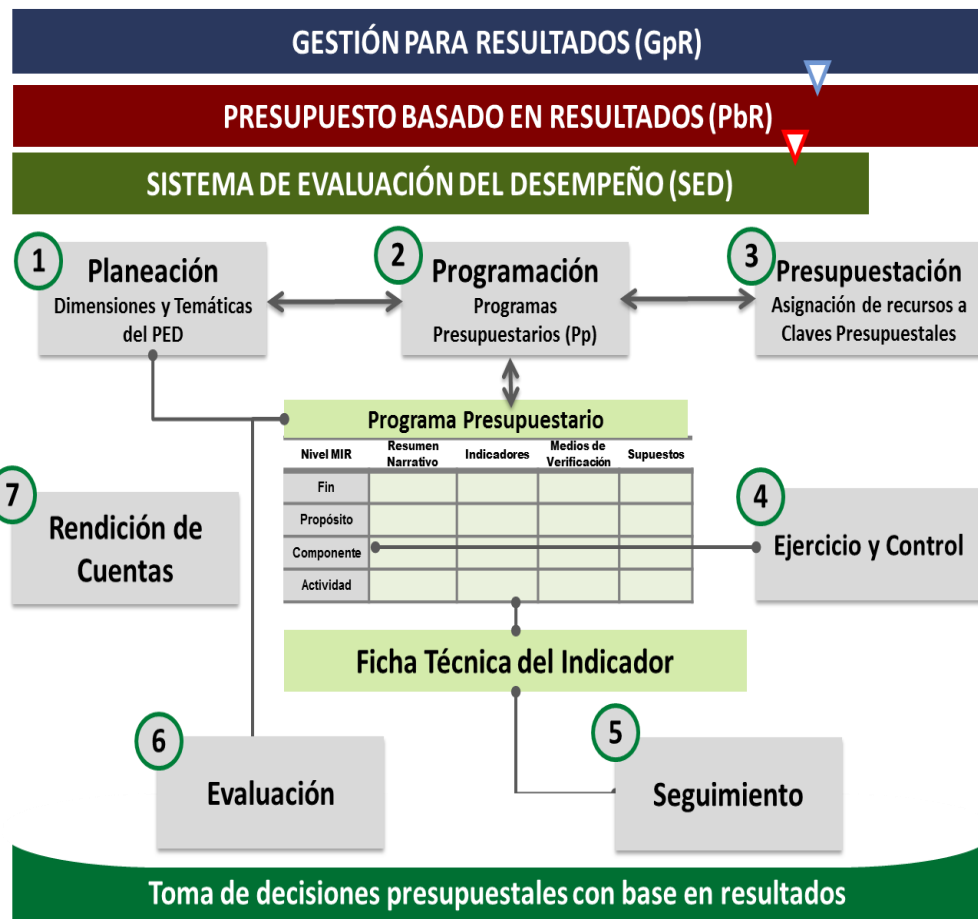 GESTIÓN PARA RESULTADOS (GpR)
PRESUPUESTO BASADO EN RESULTADOS (PbR)
SISTEMA DE EVALUACIÓN DEL DESEMPEÑO (SED)
1
Planeación
Dimensiones y Temáticas
del PED
2
Programación
Programas
Presupuestarios (Pp)
3
Presupuestación
Asignación de recursos a
Claves Presupuestales
Programa Presupuestario
Nivel MIR Resumen Narrativo Indicadores Medios de Verificación Supuestos
Fin
Propósito
Componente
Actividad
4
Ejercicio y Control
7
Rendición de
Cuentas
Ficha Técnica del Indicador
6
Evaluación
5
Seguimiento
Toma de decisiones presupuestales con base en resultados